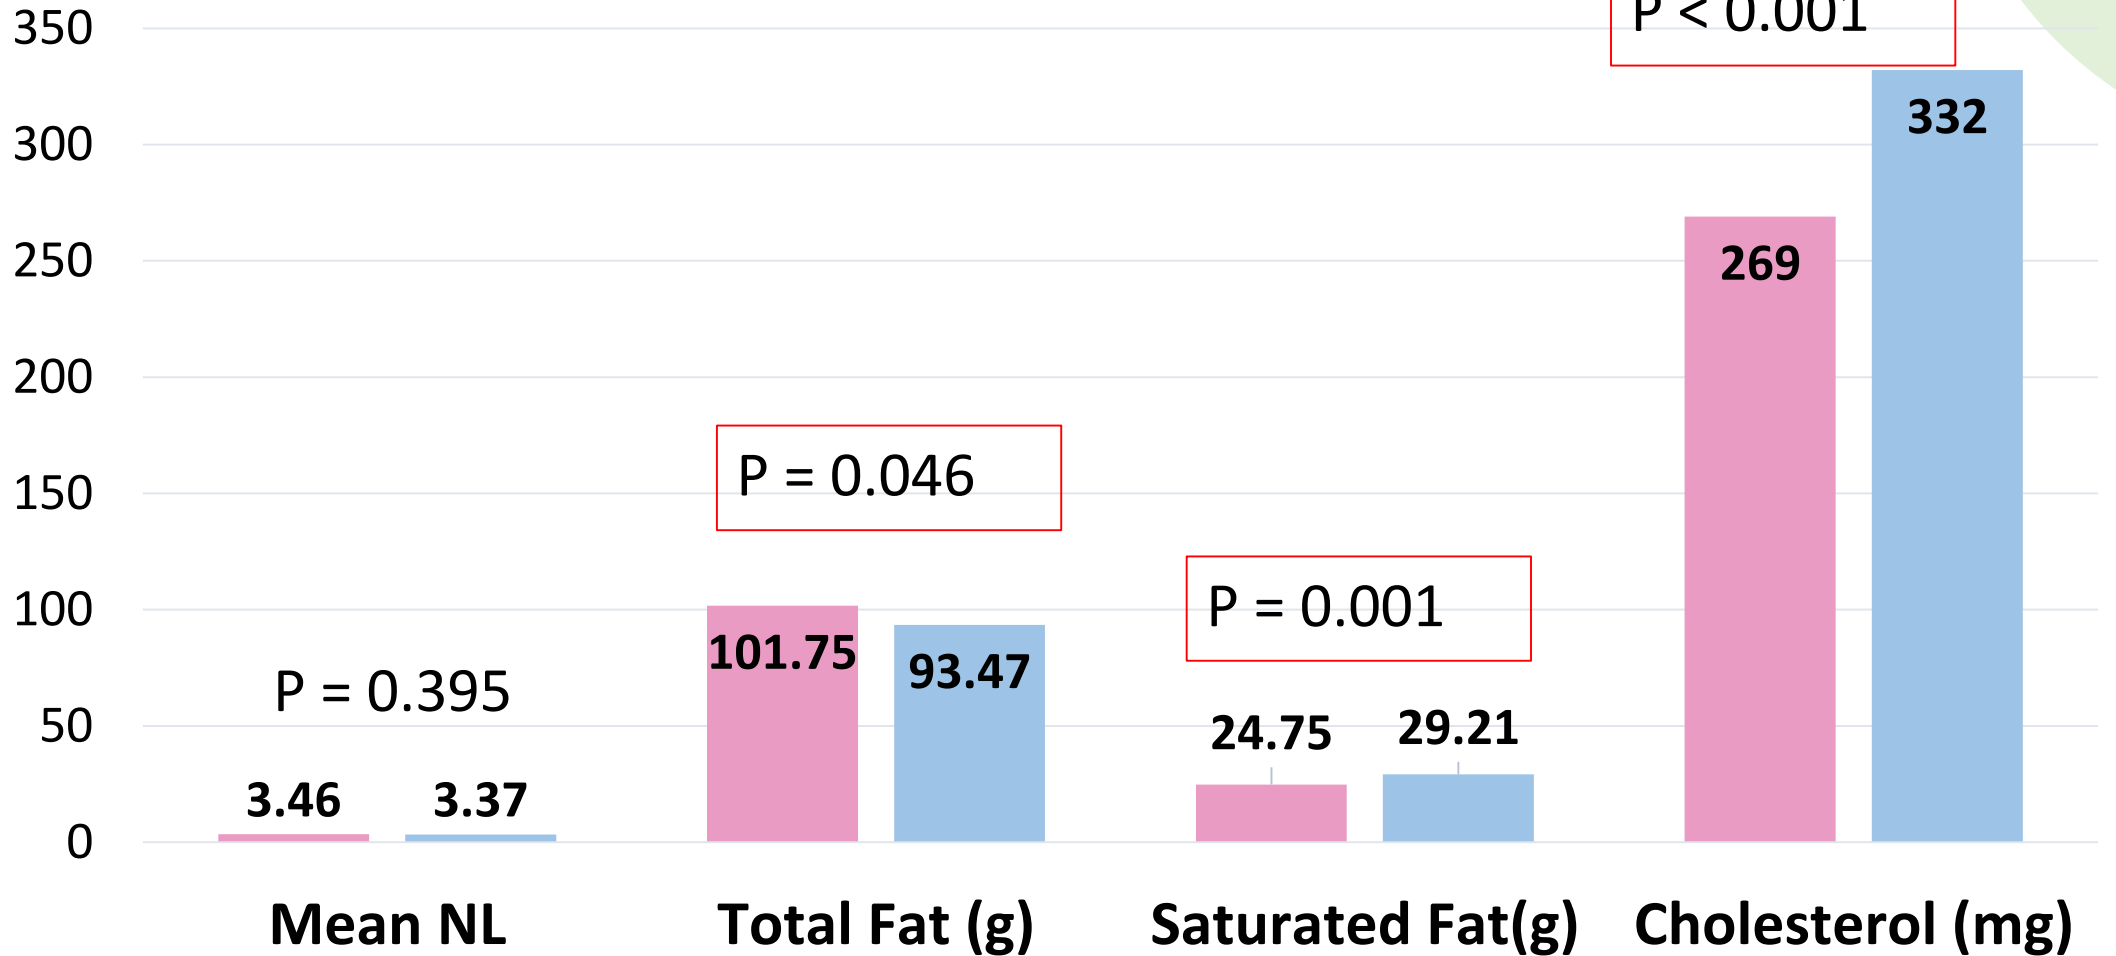 350
300
250
200
150
100
50
0
P < 0.001
332
269
P = 0.046
P = 0.001
101.75
93.47
P = 0.395
24.75
29.21
3.46
3.37
Mean NL
Total Fat (g)
Saturated Fat(g)
Cholesterol (mg)